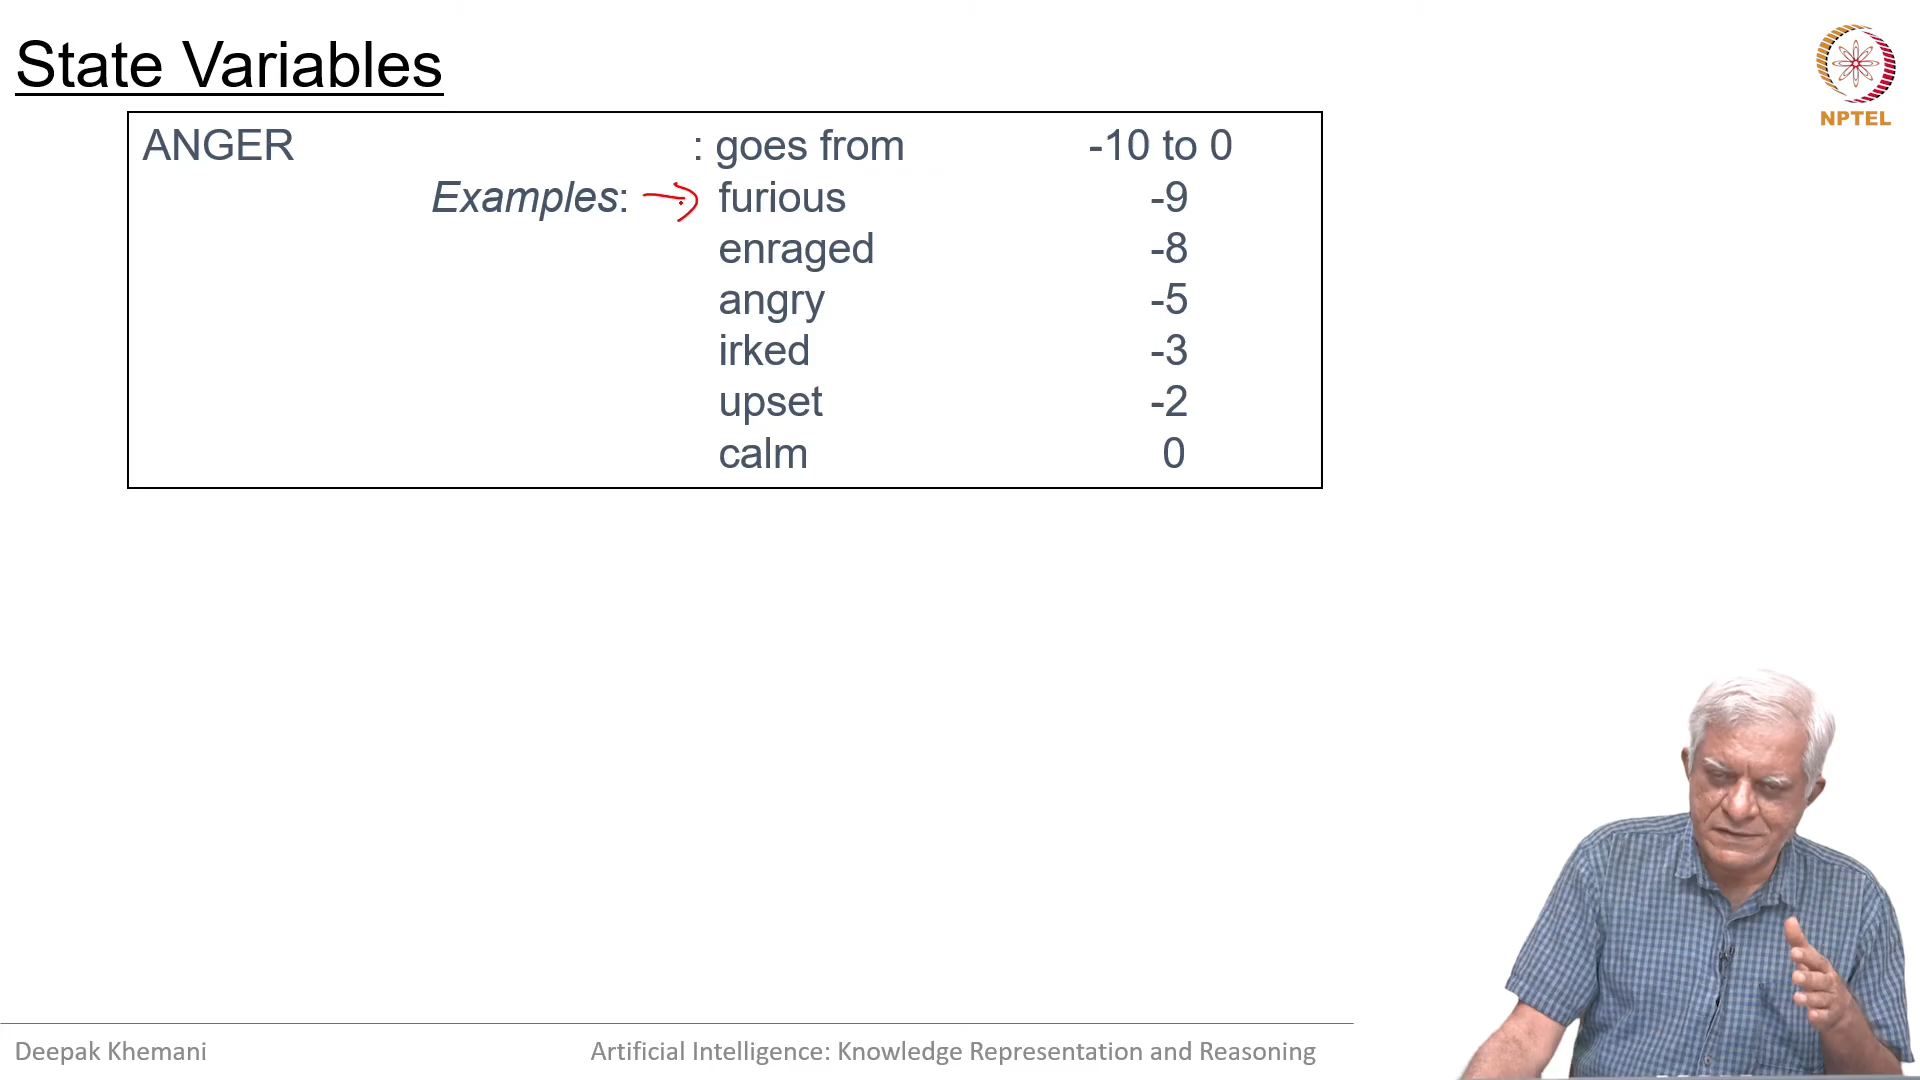 State Variables
NPTEL
ANGER : goes from -10 to 0
Examples: furious -9
enraged -8
angry -5
irked -3
upset -2
calm 0
Deepak Khemani Artificial Intelligence: Knowledge Representation and Reasoning